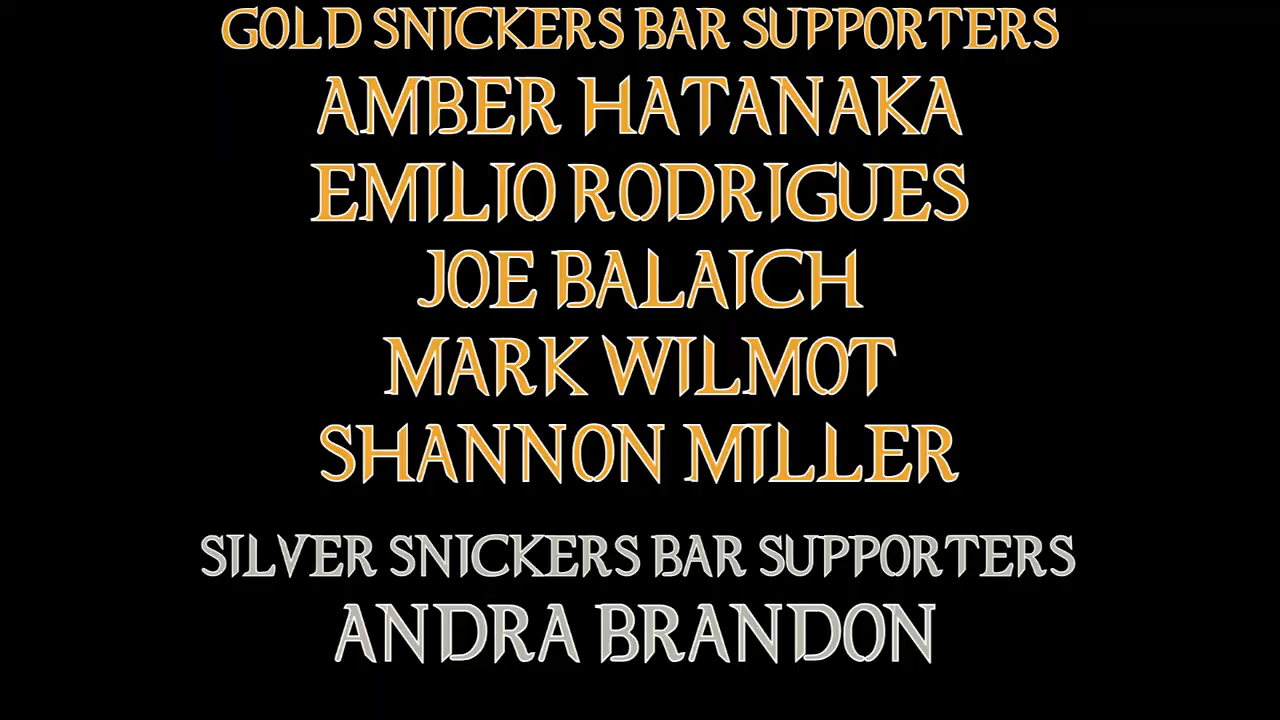 GOLD SNICKERS BAR SUPPORTERS
AMBER HATANAKA
EMILIO RODRIGUES
JOE BALAICH
MARK WILMOT
SHANNON MILLER
SILVER SNICKERS BAR SUPPORTERS
ANDRA BRANDON